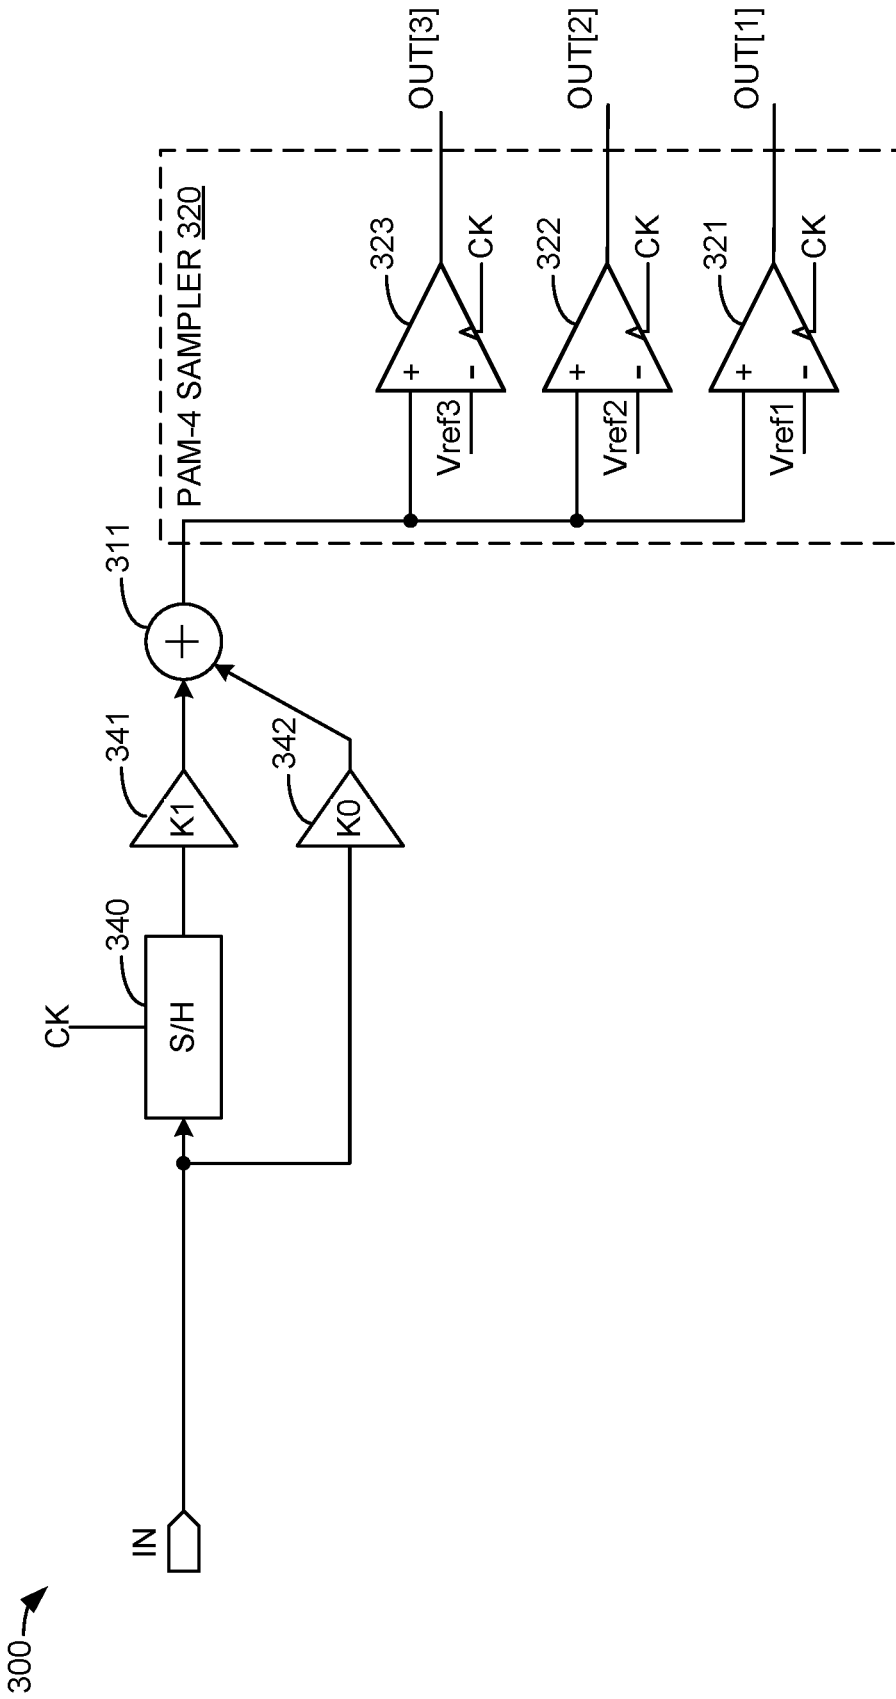 300
IN
CK
S/H
340
K1
341
K0
342
311
PAM-4 SAMPLER 320
323
+
-
Vref3
CK
OUT[3]
322
+
-
Vref2
CK
OUT[2]
321
+
-
Vref1
CK
OUT[1]